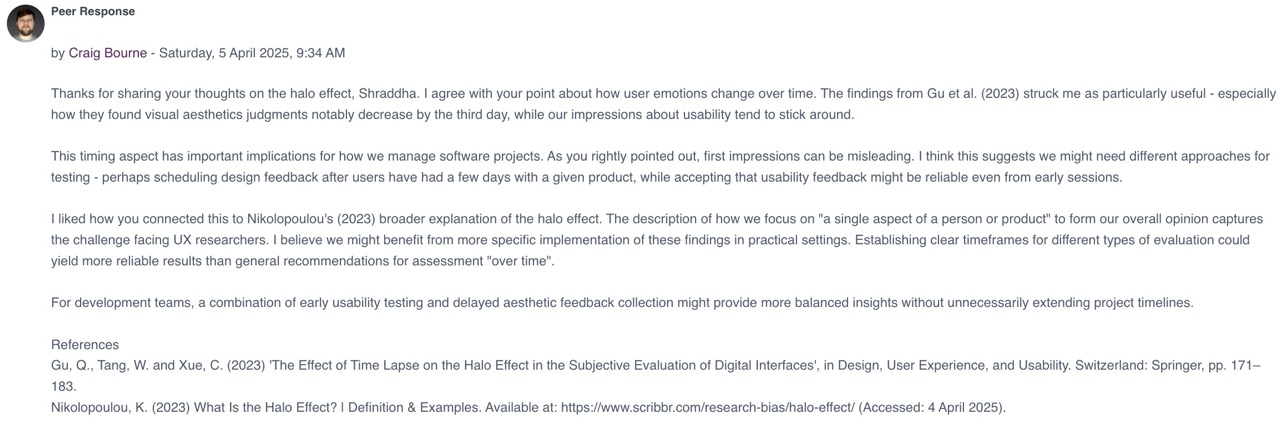 Peer Response
by Craig Bourne - Saturday, 5 April 2025, 9:34 AM
Thanks for sharing your thoughts on the halo effect, Shraddha. I agree with your point about how user emotions change over time. The findings from Gu et al. (2023) struck me as particularly useful - especially
how they found visual aesthetics judgments notably decrease by the third day, while our impressions about usability tend to stick around.
This timing aspect has important implications for how we manage software projects. As you rightly pointed out, first impressions can be misleading. I think this suggests we might need different approaches for
testing - perhaps scheduling design feedback after users have had a few days with a given product, while accepting that usability feedback might be reliable even from early sessions.
I liked how you connected this to Nikolopoulou's (2023) broader explanation of the halo effect. The description of how we focus on "a single aspect of a person or product" to form our overall opinion captures
the challenge facing UX researchers. I believe we might benefit from more specific implementation of these findings in practical settings. Establishing clear timeframes for different types of evaluation could
yield more reliable results than general recommendations for assessment "over time".
For development teams, a combination of early usability testing and delayed aesthetic feedback collection might provide more balanced insights without unnecessarily extending project timelines.
References
Gu, Q., Tang, W. and Xue, C. (2023) 'The Effect of Time Lapse on the Halo Effect in the Subjective Evaluation of Digital Interfaces', in Design, User Experience, and Usability. Switzerland: Springer, pp. 171–
183.
Nikolopoulou, K. (2023) What Is the Halo Effect? | Definition & Examples. Available at: https://www.scribbr.com/research-bias/halo-effect/ (Accessed: 4 April 2025).